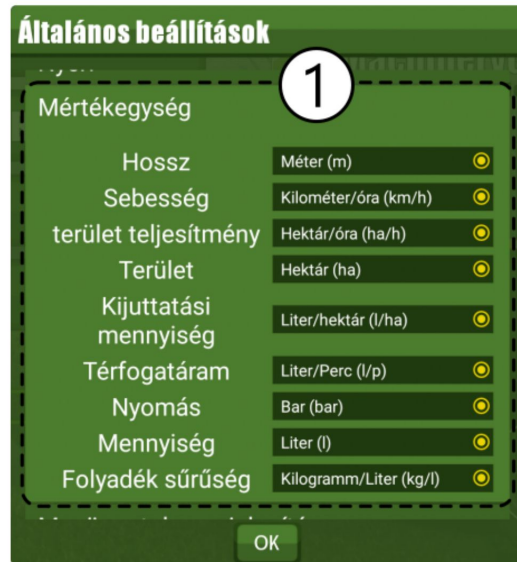 Általános beállítások
1
Mértékegység
Hossz Méter (m)
Sebesség Kilométer/óra (km/h)
terület teljesítmény Hektár/óra (ha/h)
Terület Hektár (ha)
Kijuttatási
mennyiség Liter/hektár (l/ha)
Térfogatáram Liter/Perc (l/p)
Nyomás Bar (bar)
Mennyiség Liter (l)
Folyadék sűrűség Kilogramm/Liter (kg/l)
OK